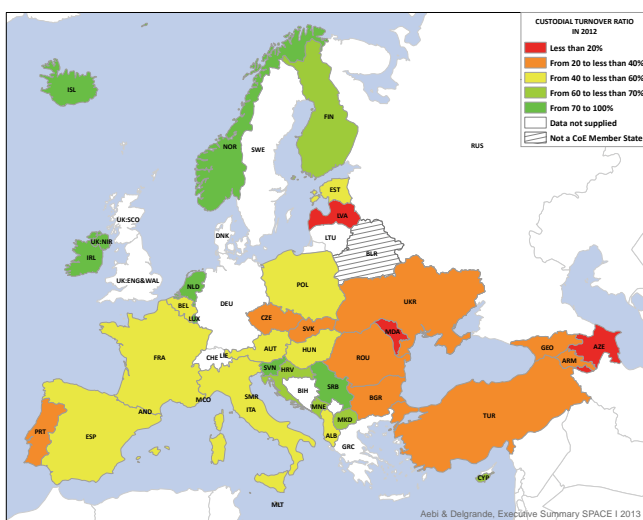 CUSTODIAL TURNOVER RATIO
IN 2012
Less than 20%
From 20 to less than 40%
From 40 to less than 60%
From 60 to less than 70%
From 70 to 100%
Data not supplied
Not a CoE Member State
ISL
FIN
NOR
SWE
RUS
EST
LVA
UK:SCO
DNK
LTU
UK:NIR
BLR
IRL
NLD
UK:ENG&WAL
POL
BEL
DEU
UKR
LUX
CZE
SVK
MDA
AUT
HUN
FRA
CHE
LIE
ROU
GEO
AZE
SVN
HRV
ARM
BIH
SRB
MCO
SMR
AND
ITA
MNE
BGR
PRT
ESP
MKD
TUR
ALB
GRC
CYP
MLT
Aebi & Delgrande, Executive Summary SPACE I 2013